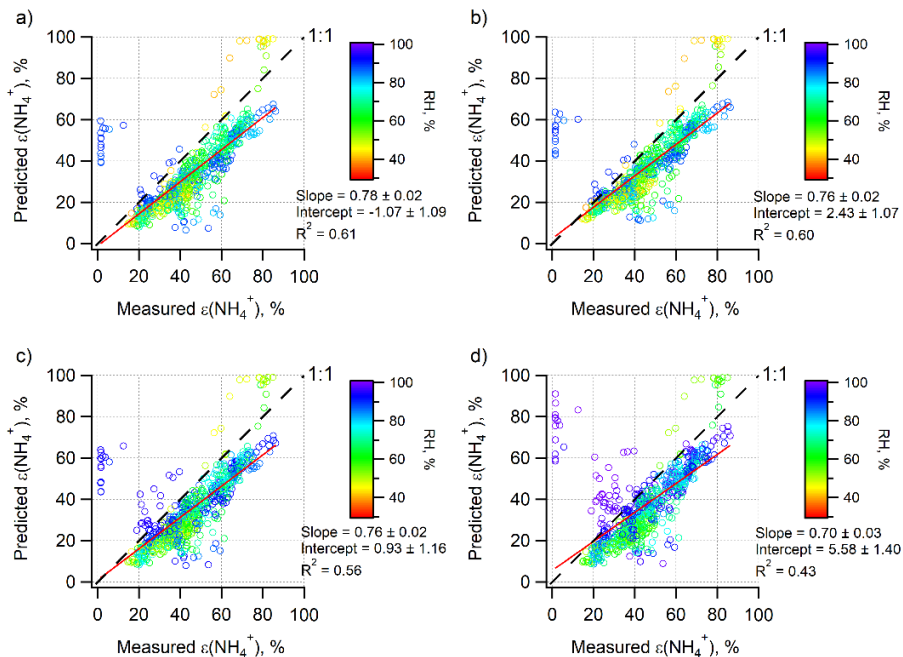 a)
100
80
60
40
20
0
Predicted ε(NH₄⁺), %
0 20 40 60 80 100
Measured ε(NH₄⁺), %
1:1
100
80
60
40
RH, %
Slope = 0.78 ± 0.02
Intercept = -1.07 ± 1.09
R² = 0.61
b)
100
80
60
40
20
0
Predicted ε(NH₄⁺), %
0 20 40 60 80 100
Measured ε(NH₄⁺), %
1:1
100
80
60
40
RH, %
Slope = 0.76 ± 0.02
Intercept = 2.43 ± 1.07
R² = 0.60
c)
100
80
60
40
20
0
Predicted ε(NH₄⁺), %
0 20 40 60 80 100
Measured ε(NH₄⁺), %
1:1
100
80
60
40
RH, %
Slope = 0.76 ± 0.02
Intercept = 0.93 ± 1.16
R² = 0.56
d)
100
80
60
40
20
0
Predicted ε(NH₄⁺), %
0 20 40 60 80 100
Measured ε(NH₄⁺), %
1:1
100
80
60
40
RH, %
Slope = 0.70 ± 0.03
Intercept = 5.58 ± 1.40
R² = 0.43